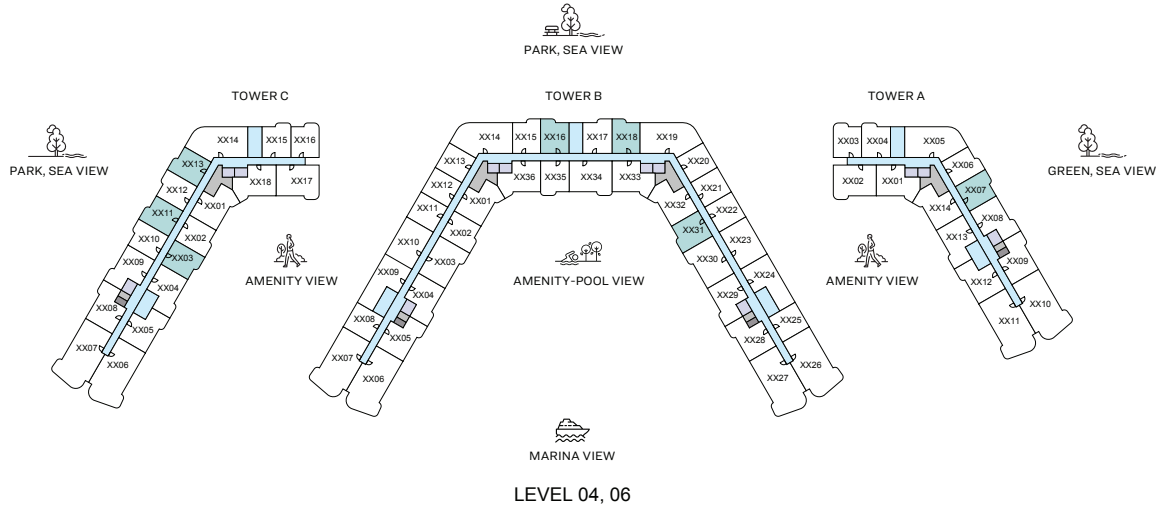 PARK, SEA VIEW
TOWER C
TOWER B
TOWER A
PARK, SEA VIEW
GREEN, SEA VIEW
XX14 XX15 XX16
XX13
XX12
XX11
XX10
XX09
XX08
XX07
XX06
XX05
XX04
XX03
XX02
XX01
XX18 XX17
XX14 XX15 XX16 XX17 XX18 XX19
XX13
XX12
XX11
XX10
XX09
XX08
XX07
XX06
XX05
XX04
XX03
XX02
XX01
XX36 XX35 XX34 XX33
XX32
XX31
XX30
XX29
XX28
XX27
XX26
XX25
XX24
XX23
XX22
XX21
XX20
XX03 XX04 XX05
XX02 XX01
XX06
XX07
XX08
XX09
XX10
XX11
XX12
XX13
XX14
AMENITY VIEW
AMENITY-POOL VIEW
AMENITY VIEW
MARINA VIEW
LEVEL 04, 06